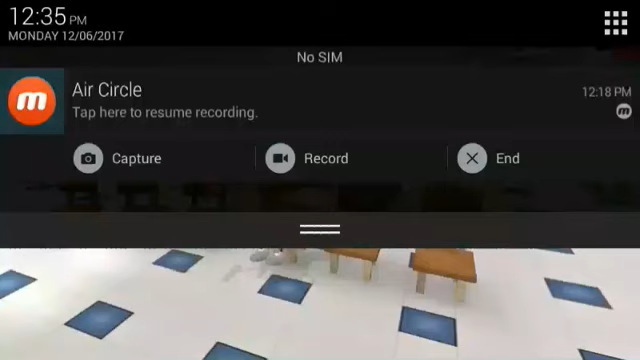 12:35 PM
MONDAY 12/06/2017
No SIM
Air Circle
12:18 PM
Tap here to resume recording.
Capture
Record
End